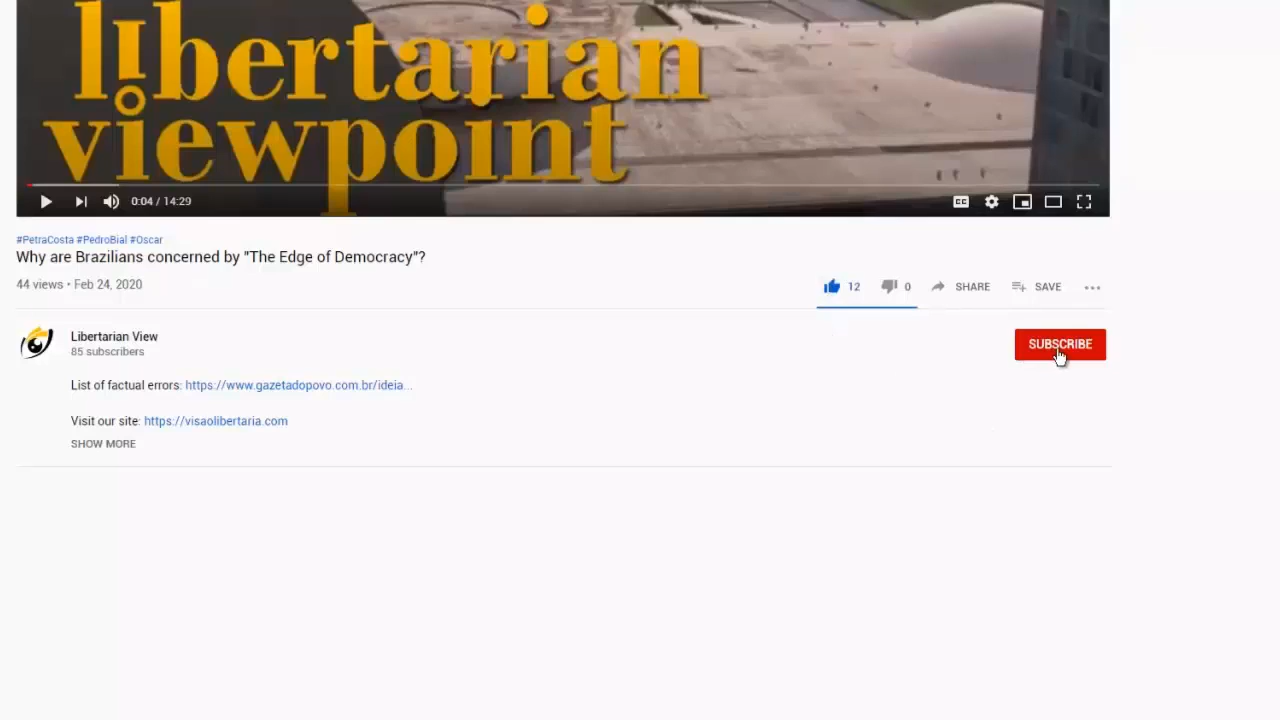 libertarian
viewpoint
0:04 / 14:29
CC
#PetraCosta #PedroBial #Oscar
Why are Brazilians concerned by "The Edge of Democracy"?
44 views • Feb 24, 2020
12
0
SHARE
SAVE
Libertarian View
85 subscribers
SUBSCRIBE
List of factual errors: https://www.gazetadopovo.com.br/ideia...
Visit our site: https://visaolibertaria.com
SHOW MORE